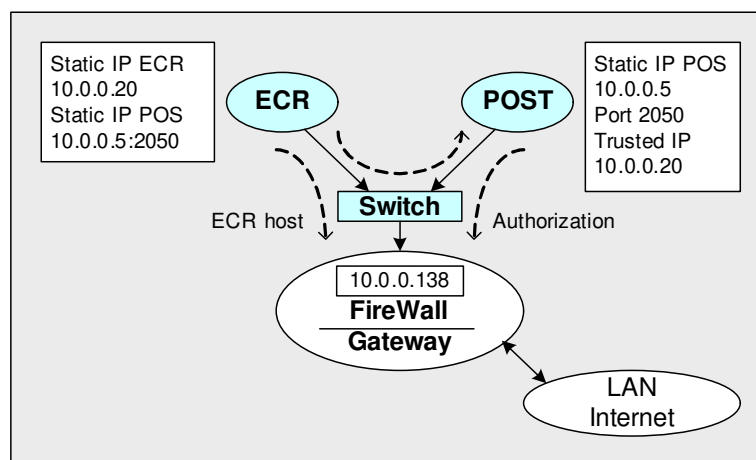 Static IP ECR
10.0.0.20
Static IP POS
10.0.0.5:2050
ECR
POST
Static IP POS
10.0.0.5
Port 2050
Trusted IP
10.0.0.20
Switch
ECR host
Authorization
10.0.0.138
FireWall
Gateway
LAN
Internet